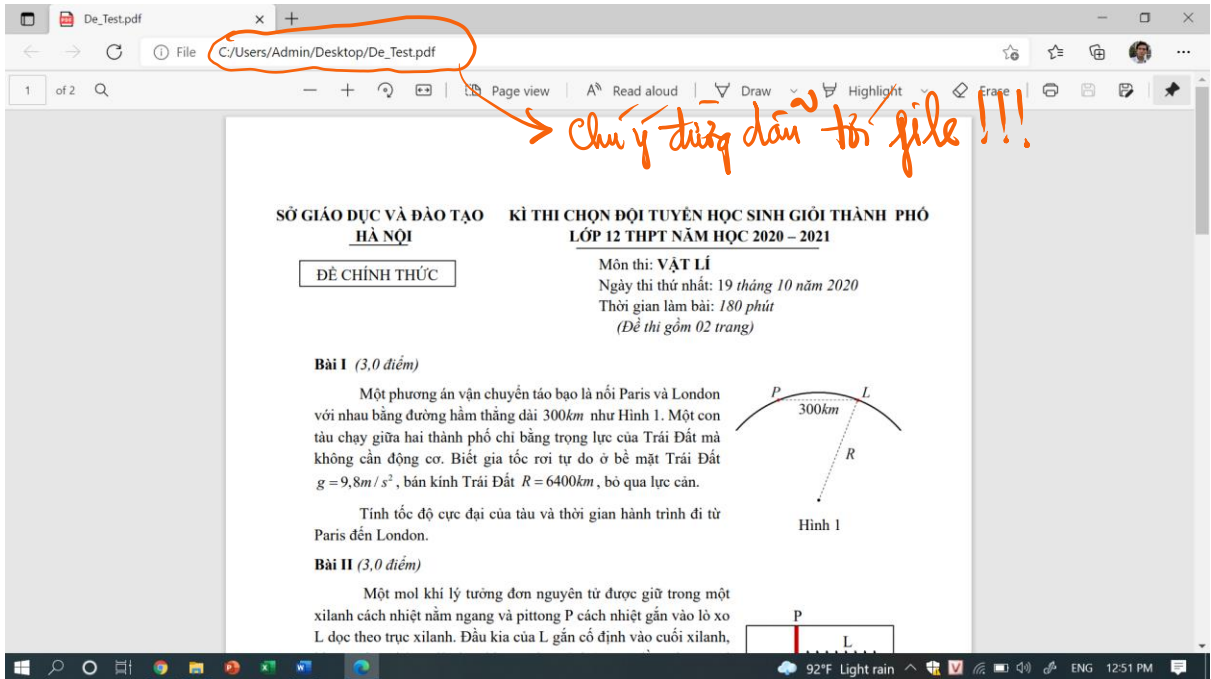 De_Test.pdf
File C:/Users/Admin/Desktop/De_Test.pdf
1 of 2 Page view Read aloud Draw Highlight Erase
Chú ý đường dẫn tới file !!!
SỞ GIÁO DỤC VÀ ĐÀO TẠO
HÀ NỘI
ĐỀ CHÍNH THỨC
KÌ THI CHỌN ĐỘI TUYỂN HỌC SINH GIỎI THÀNH PHỐ
LỚP 12 THPT NĂM HỌC 2020 – 2021
Môn thi: VẬT LÍ
Ngày thi thứ nhất: 19 tháng 10 năm 2020
Thời gian làm bài: 180 phút
(Đề thi gồm 02 trang)
Bài I (3,0 điểm)
Một phương án vận chuyển táo bạo là nối Paris và London
với nhau bằng đường hầm thẳng dài 300km như Hình 1. Một con
tàu chạy giữa hai thành phố chỉ bằng trọng lực của Trái Đất mà
không cần động cơ. Biết gia tốc rơi tự do ở bề mặt Trái Đất
g = 9,8m / s², bán kính Trái Đất R = 6400km, bỏ qua lực cản.
Tính tốc độ cực đại của tàu và thời gian hành trình đi từ
Paris đến London.
P L
300km
R
Hình 1
Bài II (3,0 điểm)
Một mol khí lý tưởng đơn nguyên tử được giữ trong một
xilanh cách nhiệt nằm ngang và pittong P cách nhiệt gắn vào lò xo
L dọc theo trục xilanh. Đầu kia của L gắn cố định vào cuối xilanh,
P
L
92°F Light rain ENG 12:51 PM